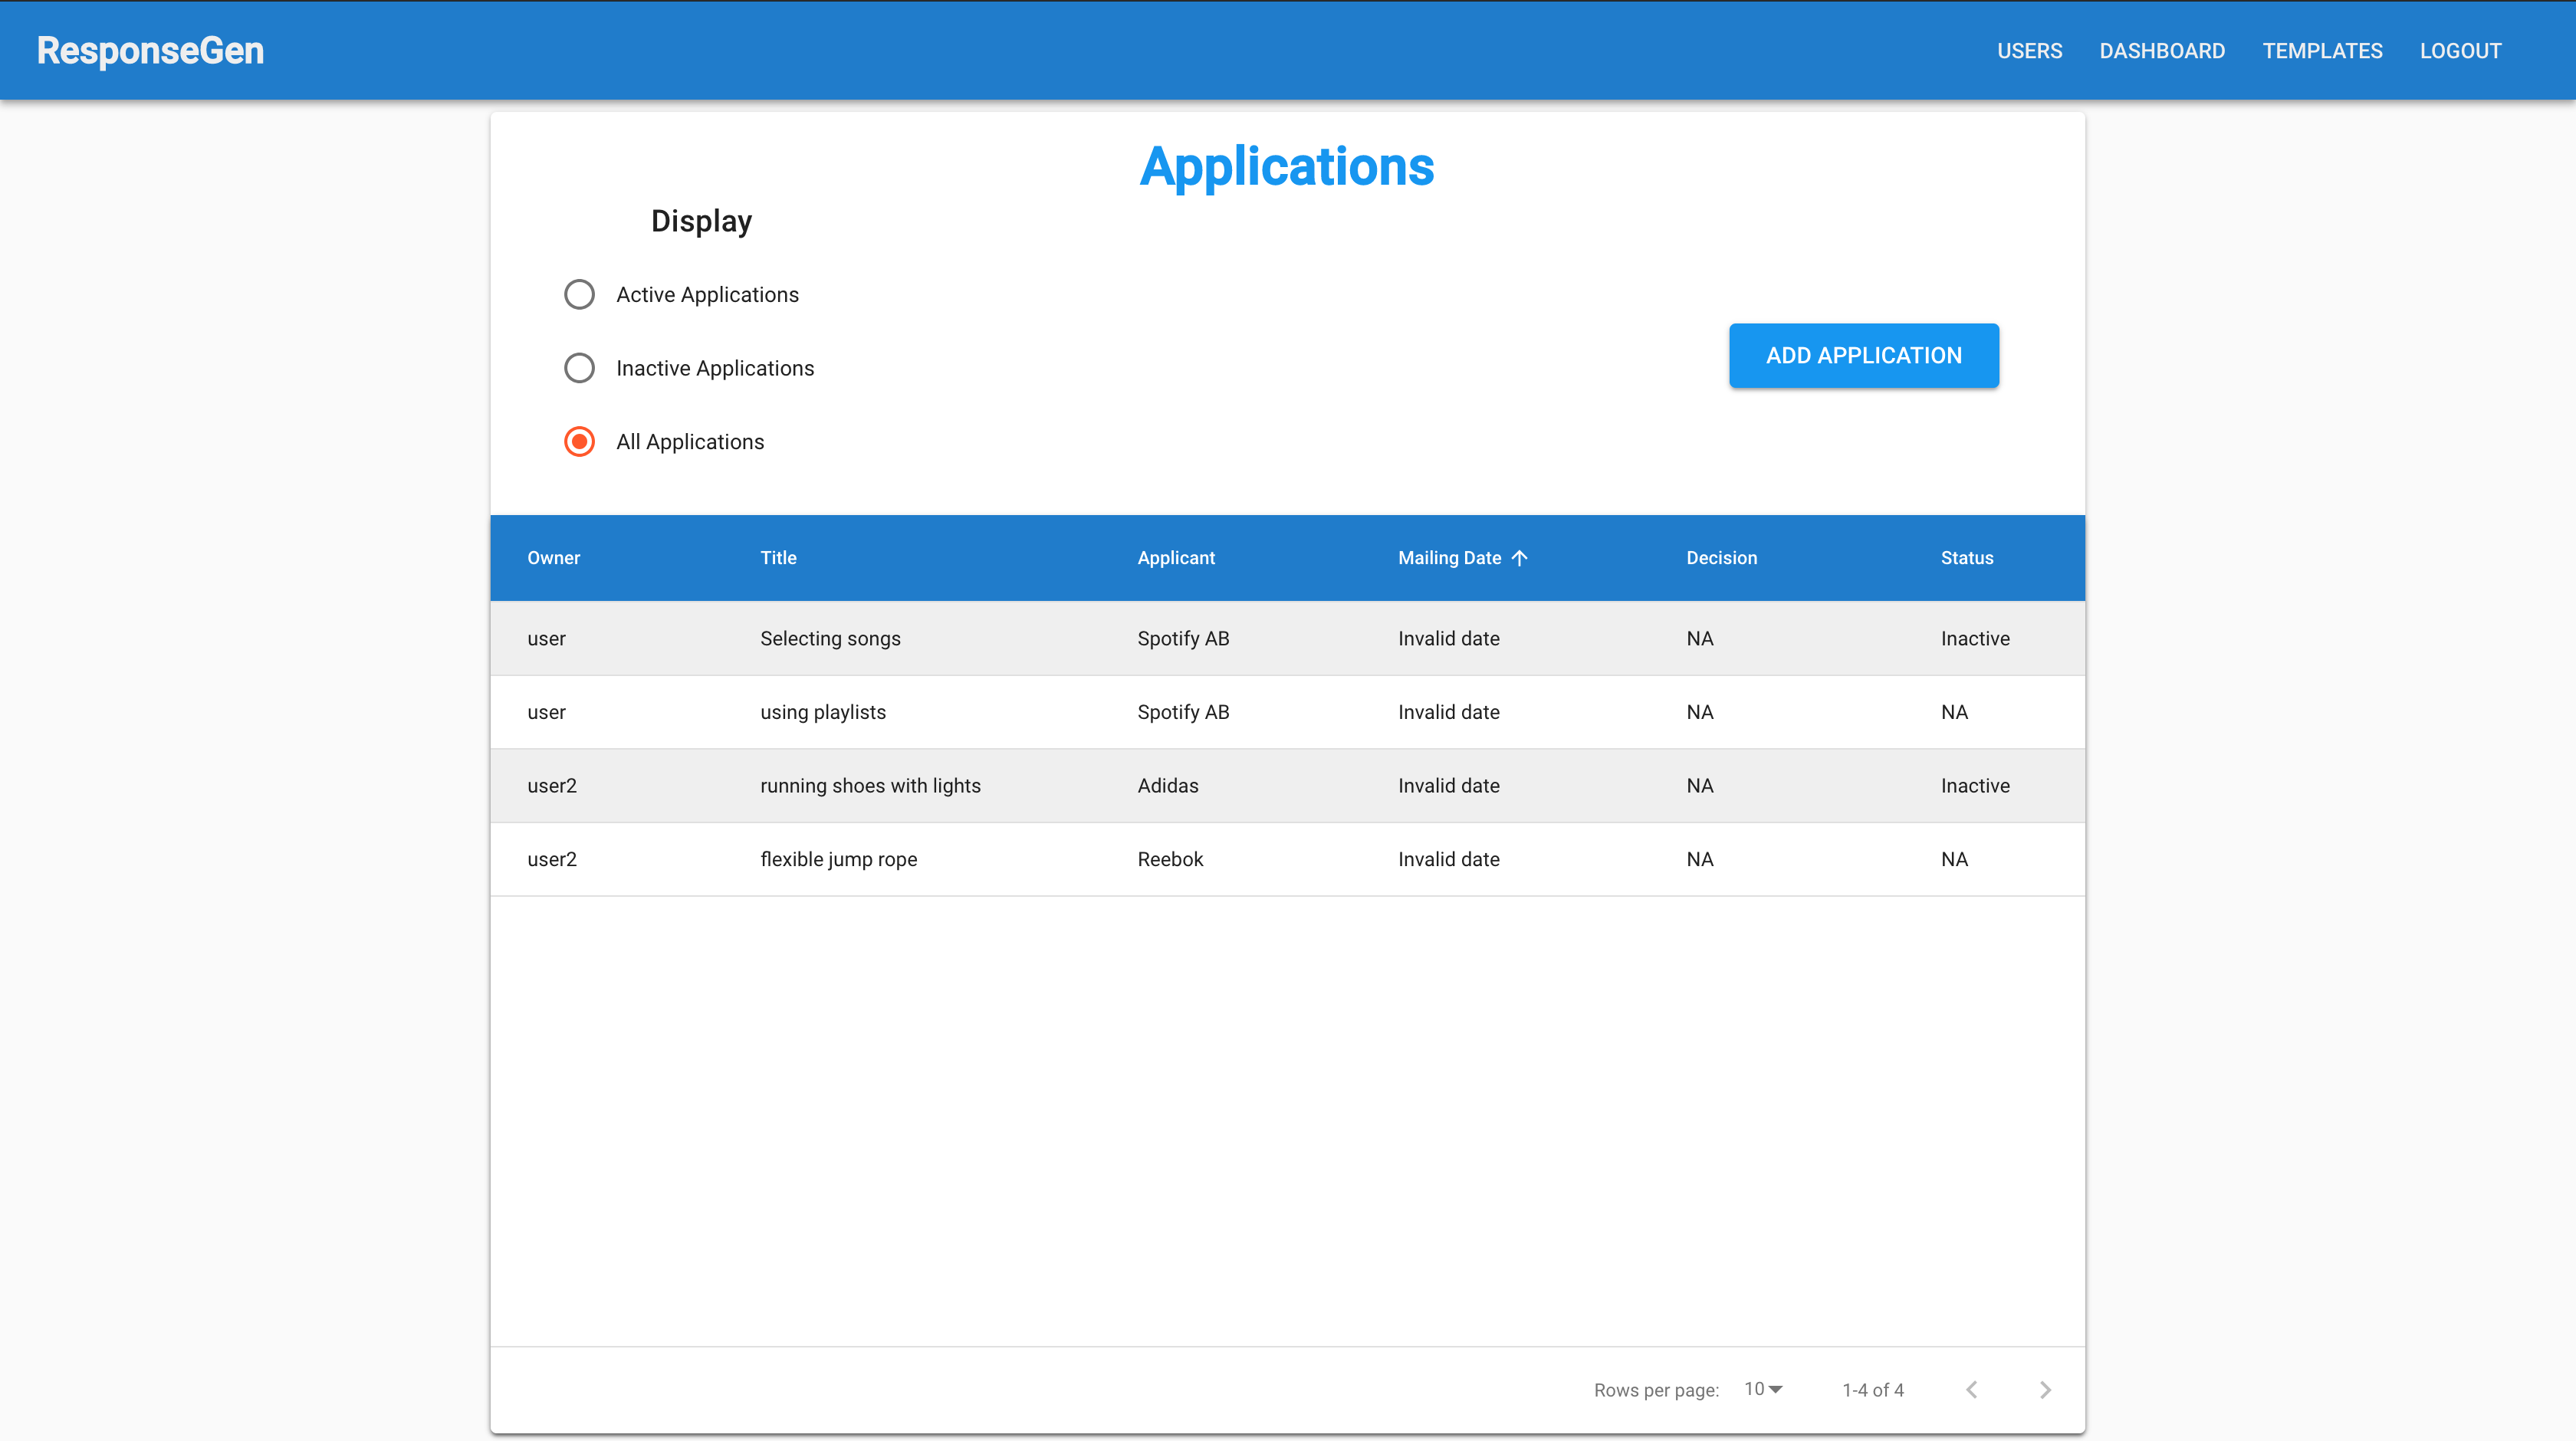 ResponseGen USERS DASHBOARD TEMPLATES LOGOUT
Applications
Display
Active Applications
Inactive Applications
ADD APPLICATION
All Applications
Owner Title Applicant Mailing Date Decision Status
user Selecting songs Spotify AB Invalid date NA Inactive
user using playlists Spotify AB Invalid date NA NA
user2 running shoes with lights Adidas Invalid date NA Inactive
user2 flexible jump rope Reebok Invalid date NA NA
Rows per page: 10 1-4 of 4